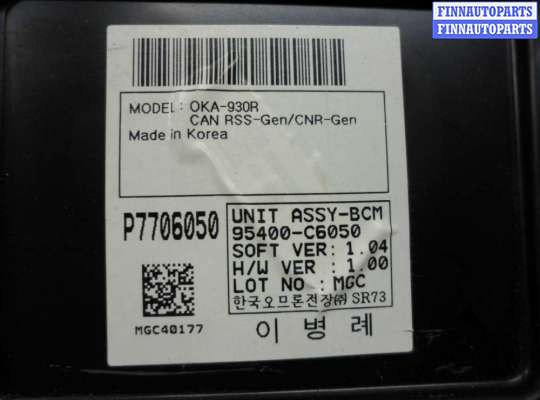 FINNAUTOPARTS
FINNAUTOPARTS
MODEL: OKA-930R
CAN RSS-Gen/CNR-Gen
Made in Korea
P7706050
UNIT ASSY-BCM
95400-C6050
SOFT VER: 1.04
H/W VER : 1.00
LOT NO : MGC
한국오므론전장㈜ SR73
MGC40177
이 병 례